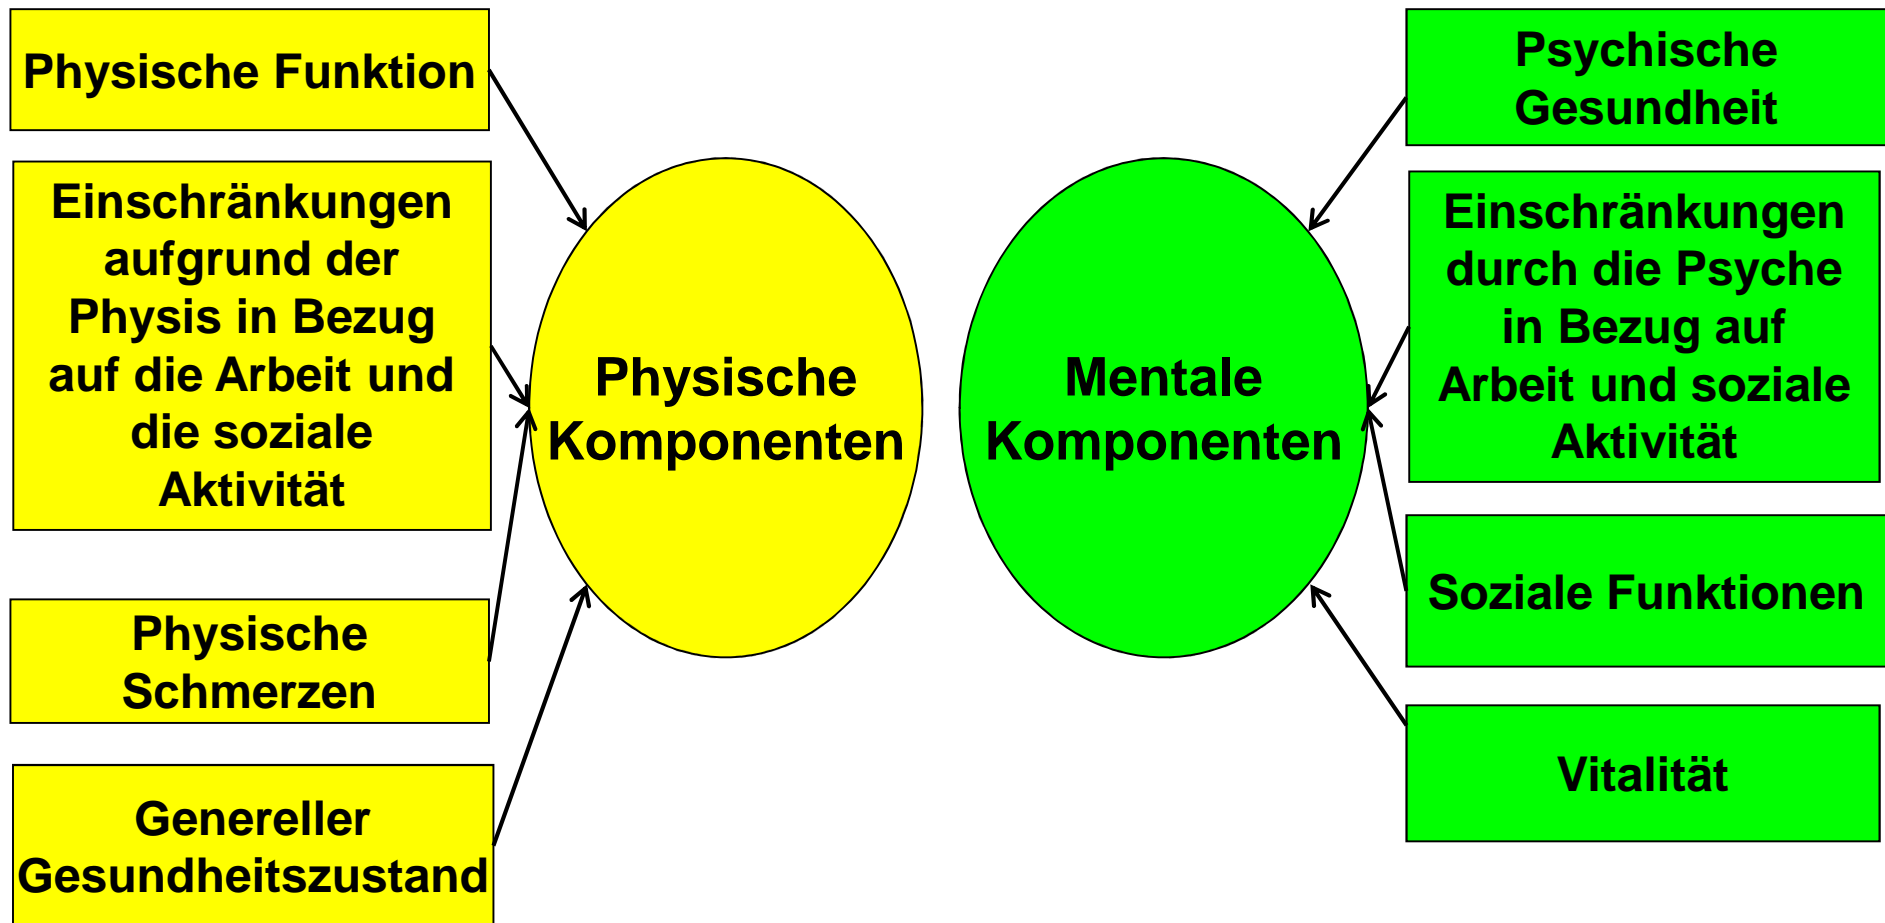 Physische Funktion
Einschränkungen
aufgrund der
Physis in Bezug
auf die Arbeit und
die soziale
Aktivität
Physische
Schmerzen
Genereller
Gesundheitszustand
Physische
Komponenten
Mentale
Komponenten
Psychische
Gesundheit
Einschränkungen
durch die Psyche
in Bezug auf
Arbeit und soziale
Aktivität
Soziale Funktionen
Vitalität